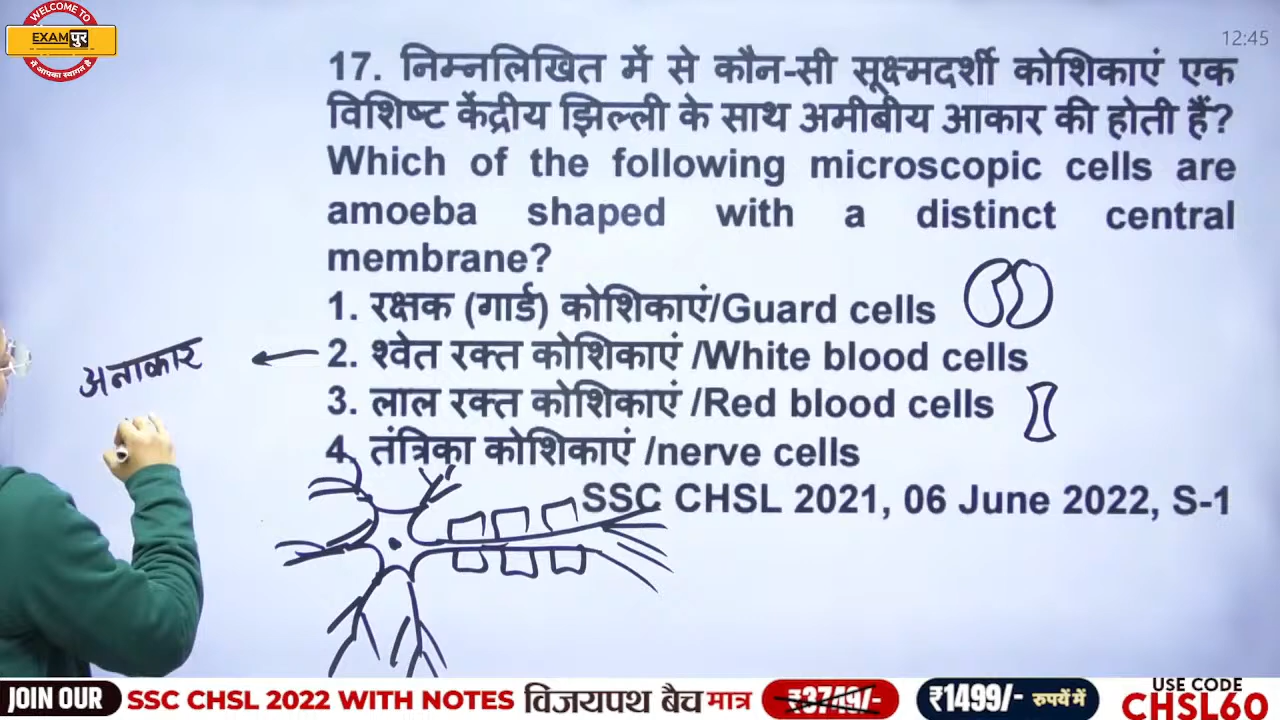 WELCOME TO
EXAMपुर
में आपका स्वागत है
12:45
17. निम्नलिखित में से कौन-सी सूक्ष्मदर्शी कोशिकाएं एक
विशिष्ट केंद्रीय झिल्ली के साथ अमीबीय आकार की होती हैं?
Which of the following microscopic cells are
amoeba shaped with a distinct central
membrane?
1. रक्षक (गार्ड) कोशिकाएं/Guard cells
2. श्वेत रक्त कोशिकाएं /White blood cells
अनाकार
3. लाल रक्त कोशिकाएं /Red blood cells
4. तंत्रिका कोशिकाएं /nerve cells
SSC CHSL 2021, 06 June 2022, S-1
JOIN OUR SSC CHSL 2022 WITH NOTES विजयपथ बैच मात्र ₹3749/- ₹1499/- रुपयें में
USE CODE
CHSL60